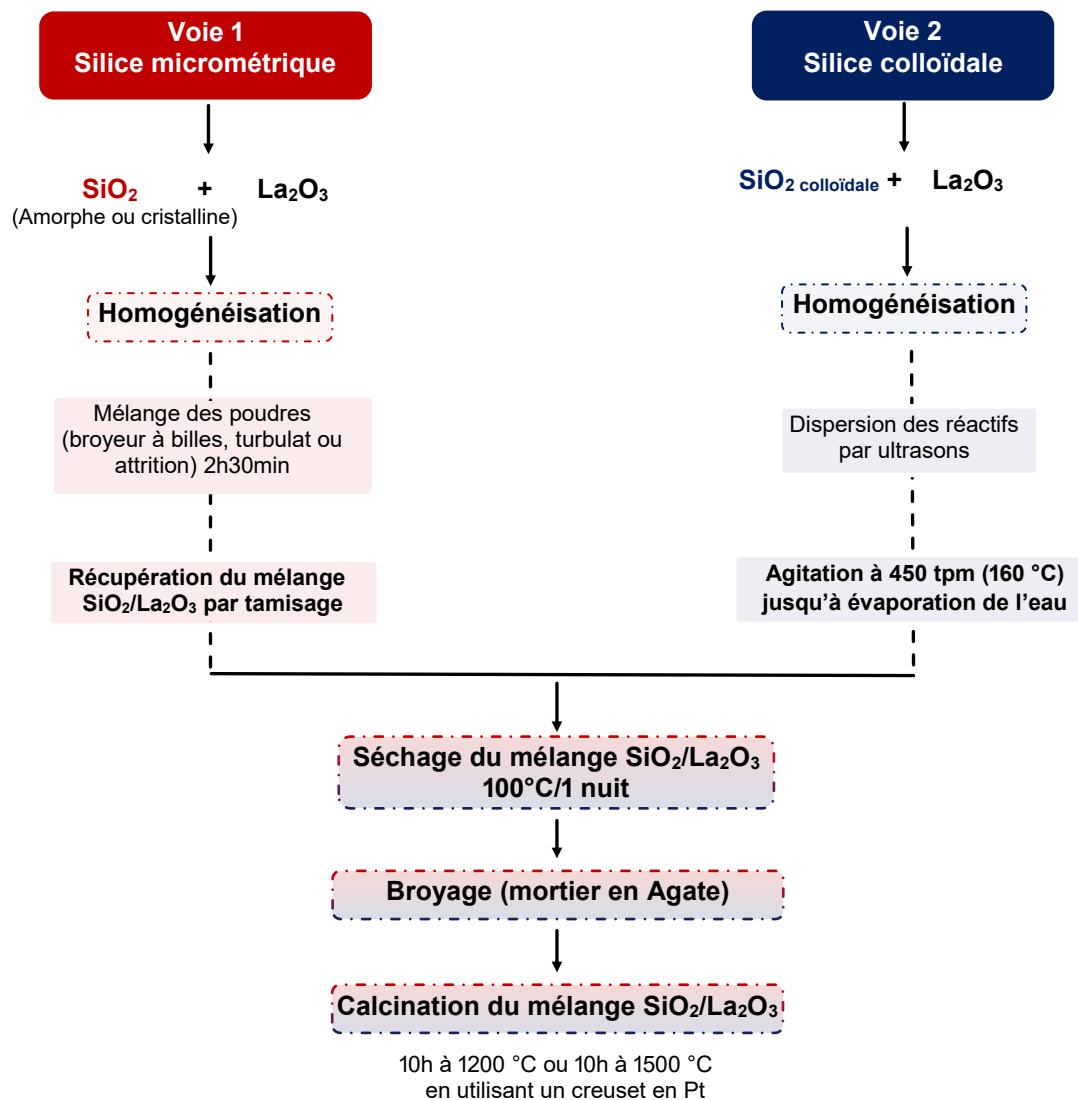 Voie 1
Silice micrométrique
SiO₂ + La₂O₃
(Amorphe ou cristalline)
Homogénéisation
Mélange des poudres
(broyeur à billes, turbulat ou
attrition) 2h30min
Récupération du mélange
SiO₂/La₂O₃ par tamisage
Voie 2
Silice colloïdale
SiO₂ colloïdale + La₂O₃
Homogénéisation
Dispersion des réactifs
par ultrasons
Agitation à 450 tpm (160 °C)
jusqu’à évaporation de l’eau
Séchage du mélange SiO₂/La₂O₃
100°C/1 nuit
Broyage (mortier en Agate)
Calcination du mélange SiO₂/La₂O₃
10h à 1200 °C ou 10h à 1500 °C
en utilisant un creuset en Pt